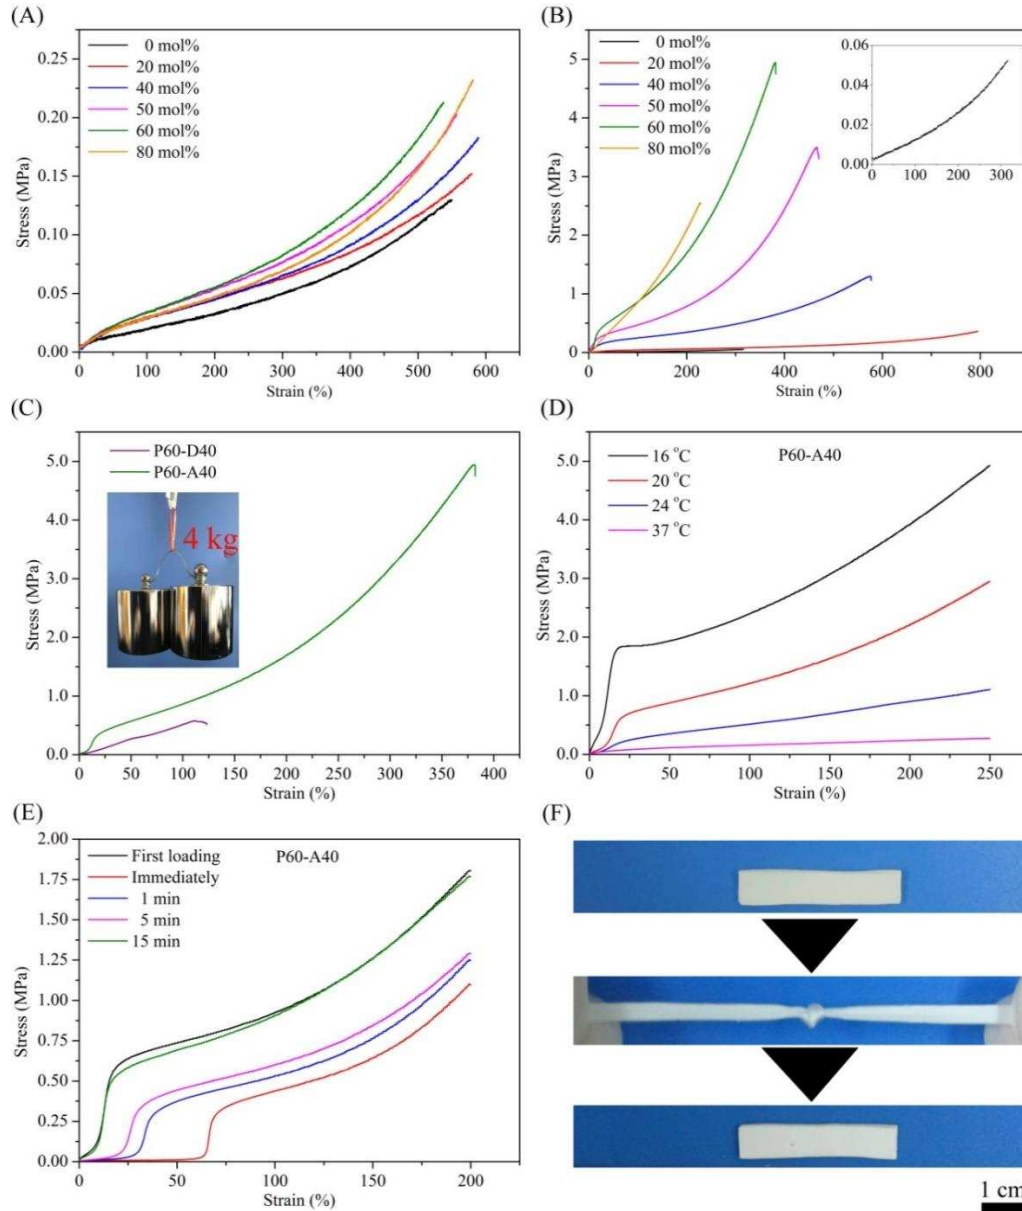 (A)
0.25
0.20
0.15
0.10
0.05
0.00
Stress (MPa)
0 mol%
20 mol%
40 mol%
50 mol%
60 mol%
80 mol%
0 100 200 300 400 500 600
Strain (%)
(B)
5
4
3
2
1
0
Stress (MPa)
0 mol%
20 mol%
40 mol%
50 mol%
60 mol%
80 mol%
0.06
0.04
0.02
0.00
0 100 200 300
0 200 400 600 800
Strain (%)
(C)
5.0
4.0
3.0
2.0
1.0
0.0
Stress (MPa)
P60-D40
P60-A40
4 kg
0 50 100 150 200 250 300 350 400
Strain (%)
(D)
5.0
4.0
3.0
2.0
1.0
0.0
Stress (MPa)
16 °C
20 °C
24 °C
37 °C
P60-A40
0 50 100 150 200 250
Strain (%)
(E)
2.00
1.75
1.50
1.25
1.00
0.75
0.50
0.25
0.00
Stress (MPa)
First loading
Immediately
1 min
5 min
15 min
P60-A40
0 50 100 150 200
Strain (%)
(F)
1 cm